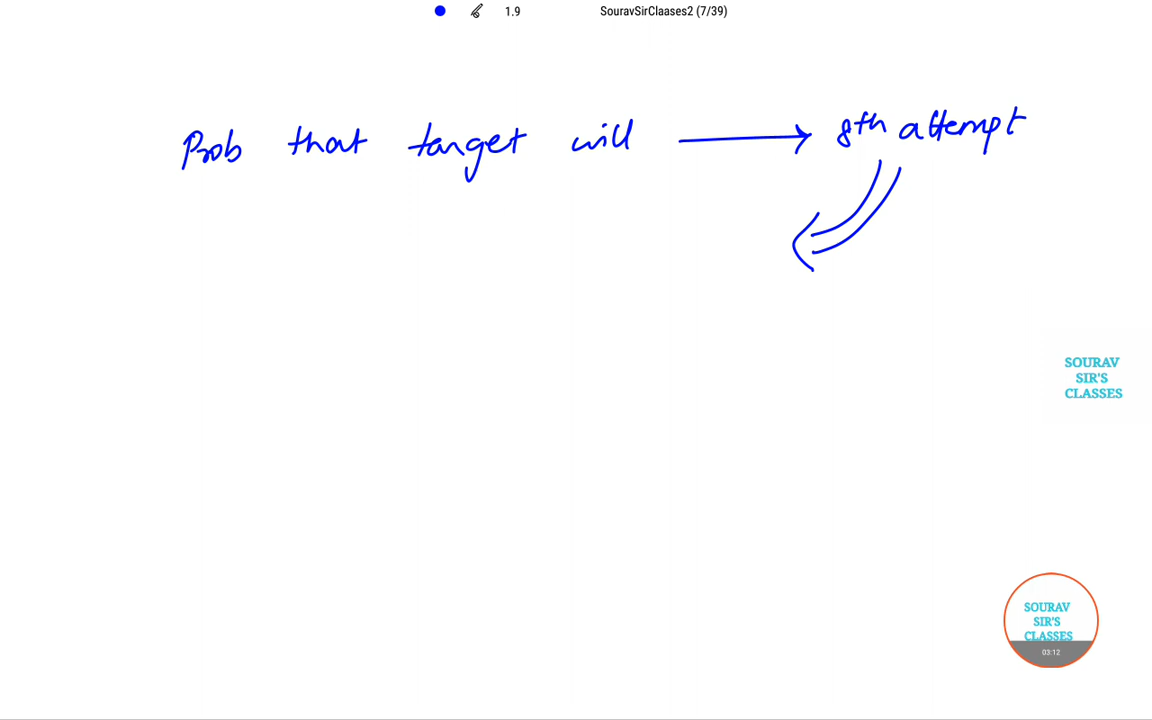 1.9 SouravSirClaases2 (7/39)
Prob that target will → 8th attempt
SOURAV
SIR'S
CLASSES
SOURAV
SIR'S
CLASSES
03:12